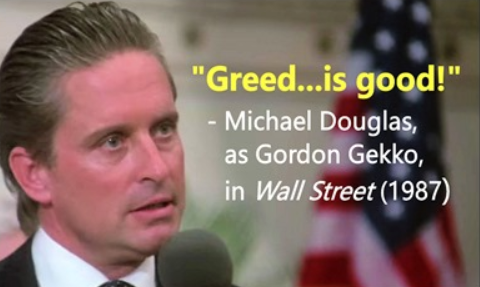 "Greed...is good!"
- Michael Douglas,
as Gordon Gekko,
in Wall Street (1987)